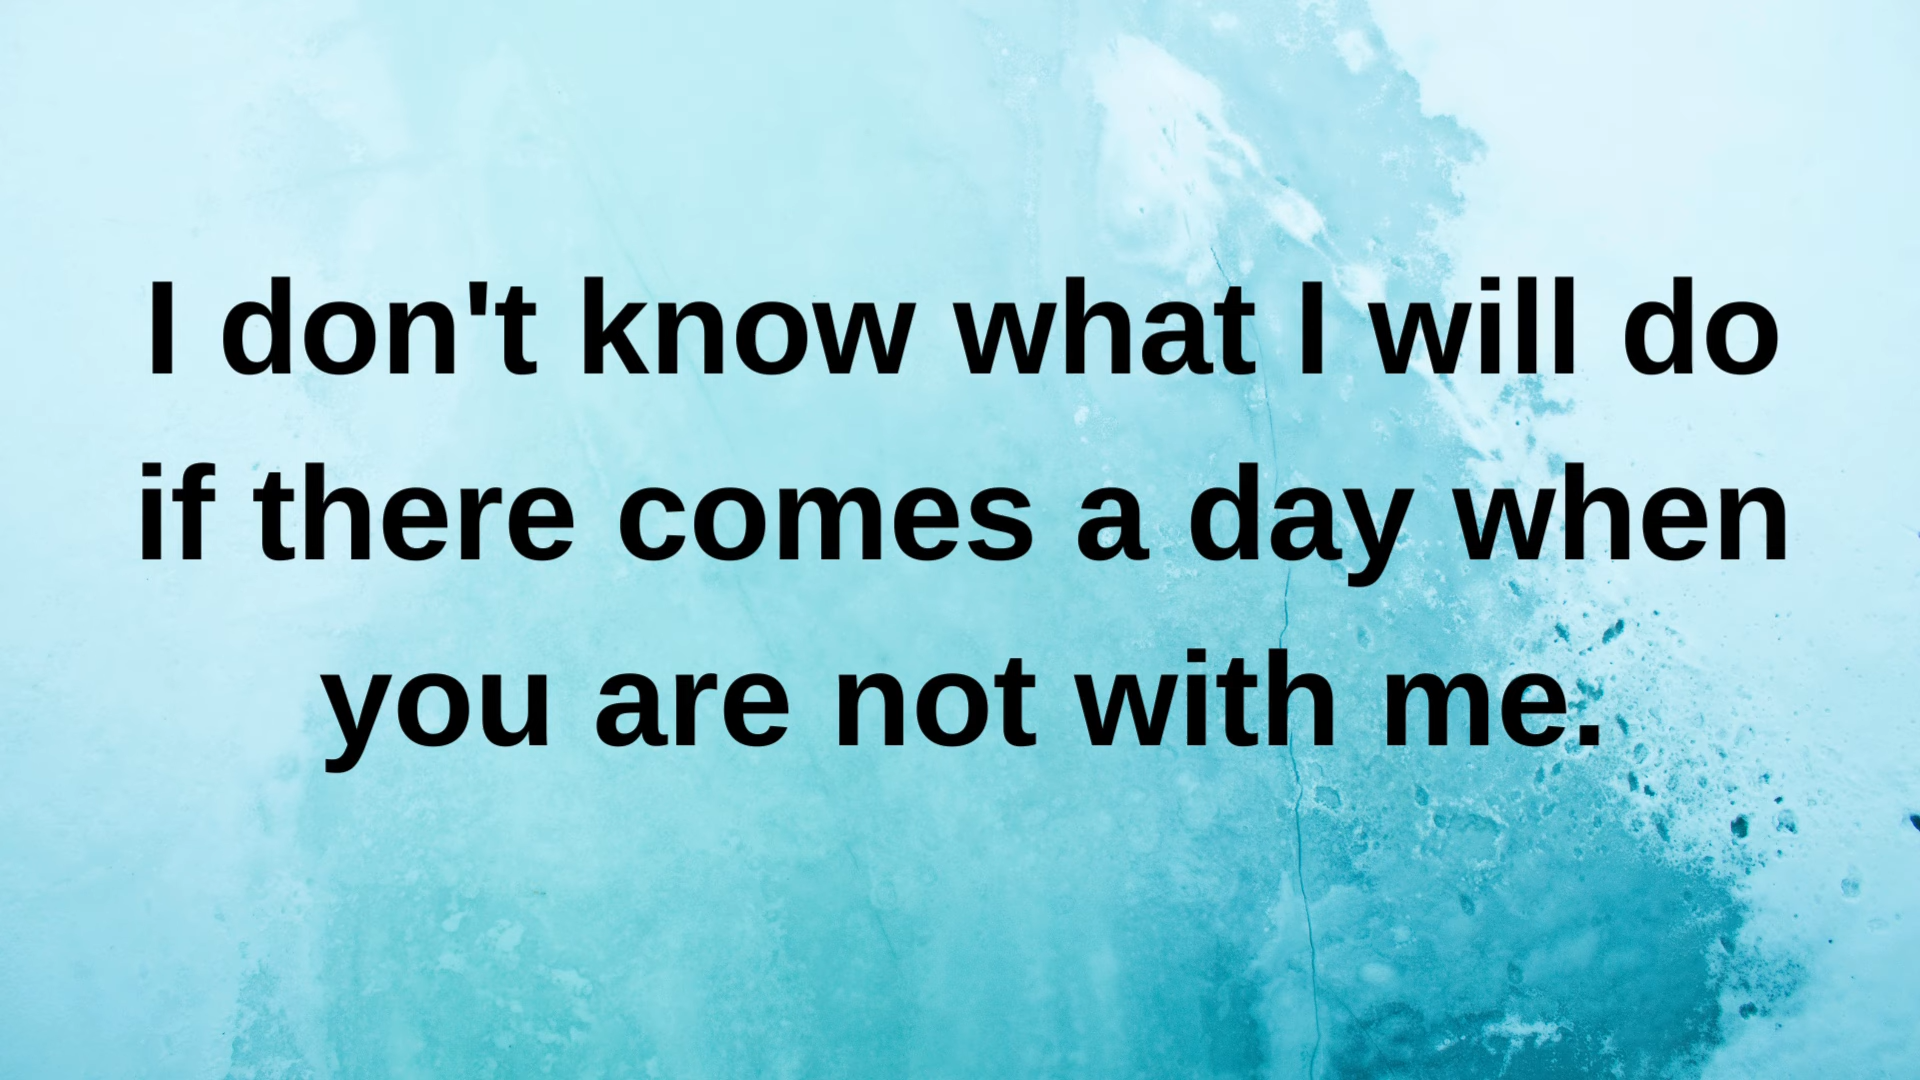 I don't know what I will do
if there comes a day when
you are not with me.